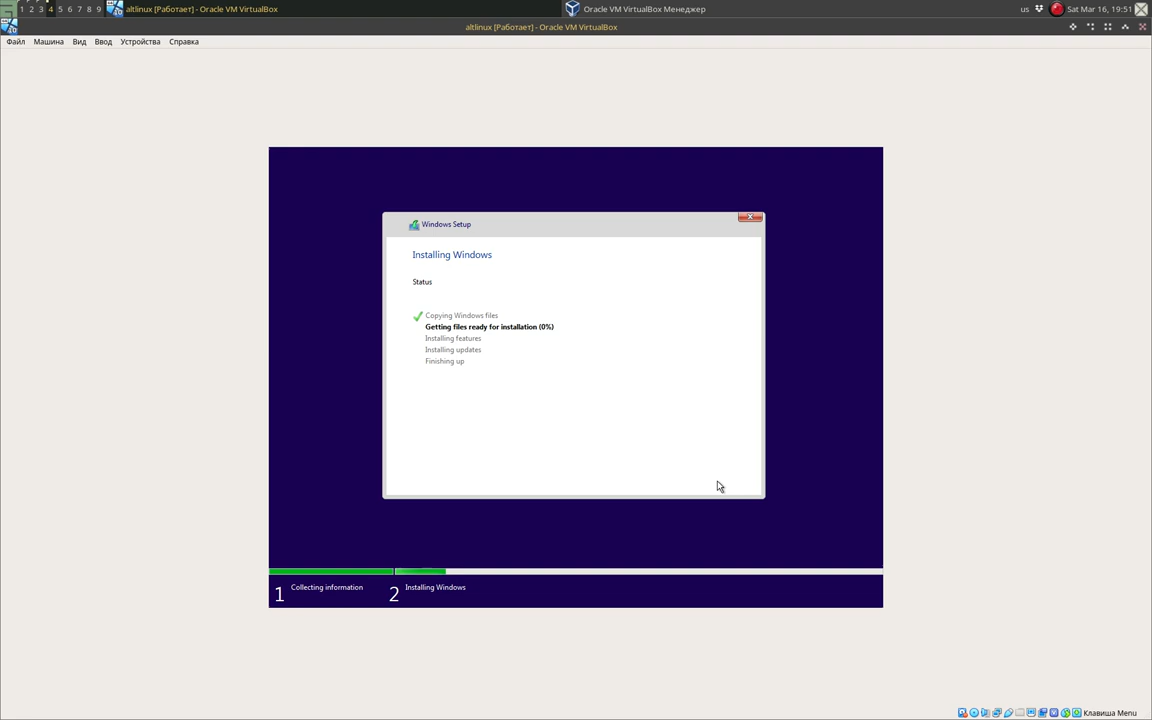 1 2 3 4 5 6 7 8 9 altlinux [Работает] - Oracle VM VirtualBox Oracle VM VirtualBox Менеджер us Sat Mar 16, 19:51
altlinux [Работает] - Oracle VM VirtualBox
Файл Машина Вид Ввод Устройства Справка
Windows Setup
Installing Windows
Status
Copying Windows files
Getting files ready for installation (0%)
Installing features
Installing updates
Finishing up
1 Collecting information 2 Installing Windows
Клавиша Menu